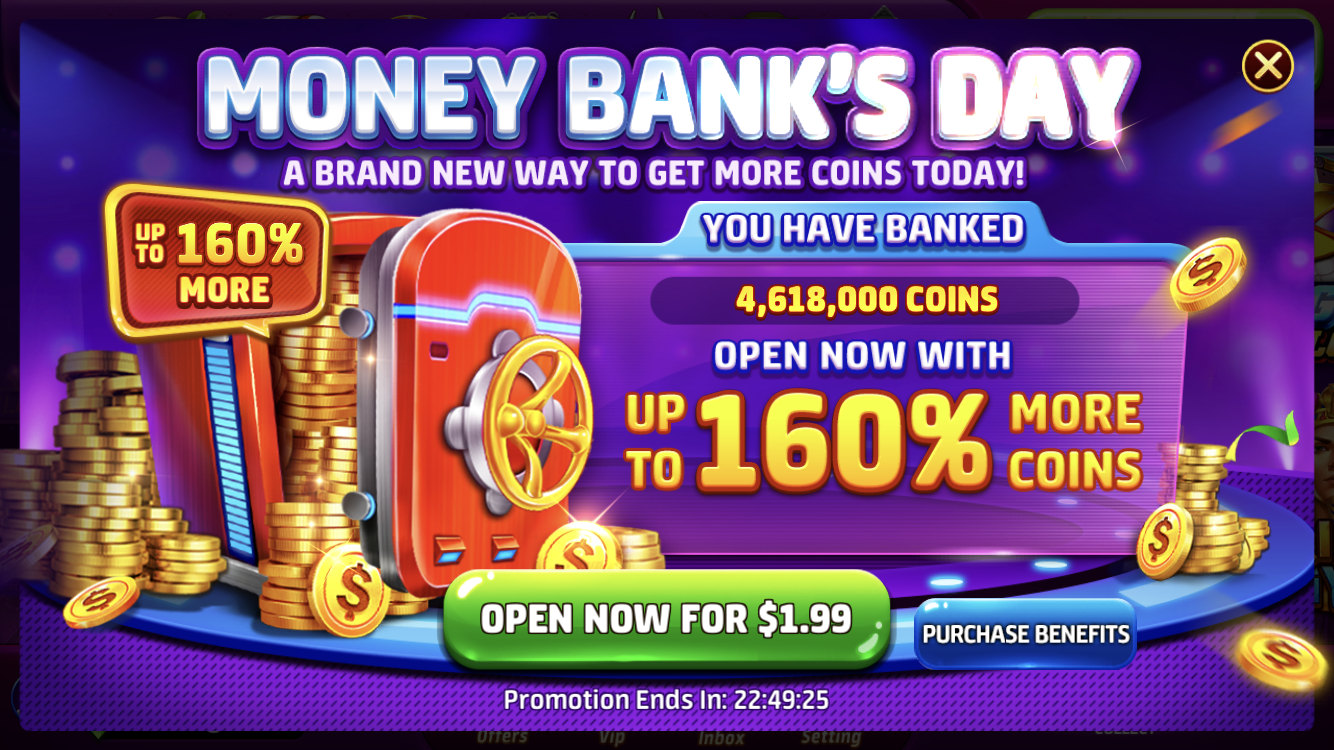 MONEY BANK'S DAY
A BRAND NEW WAY TO GET MORE COINS TODAY!
UP TO 160%
MORE
YOU HAVE BANKED
4,618,000 COINS
OPEN NOW WITH
UP TO 160% MORE COINS
OPEN NOW FOR $1.99
PURCHASE BENEFITS
Promotion Ends In: 22:49:25
Offers Vip Inbox Setting
COLLECT